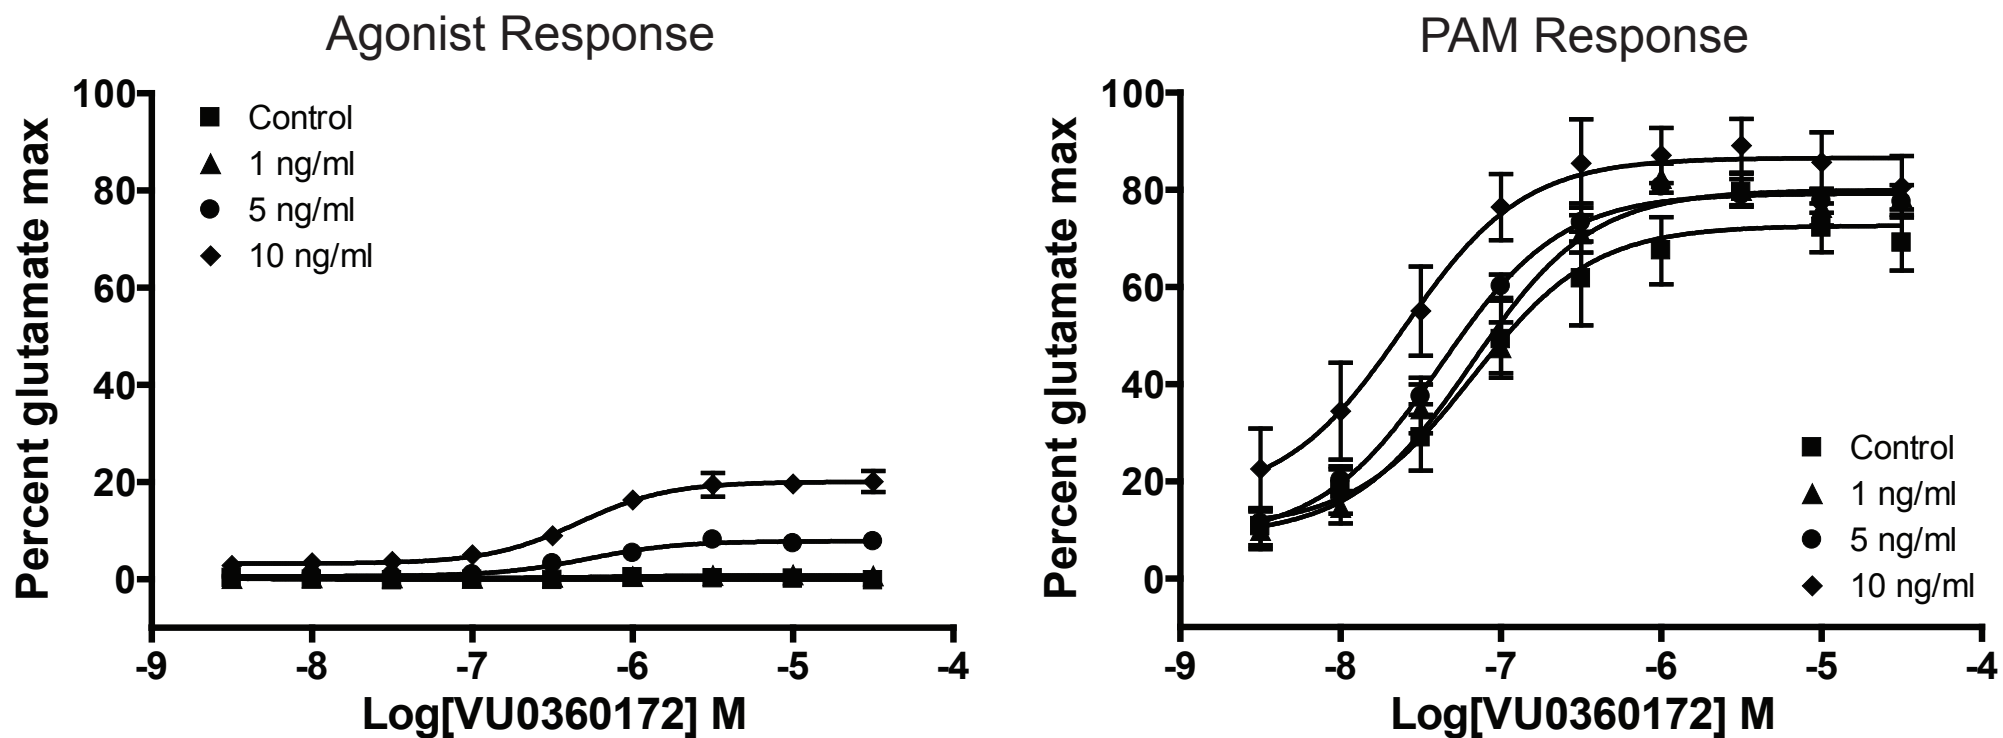 Agonist Response
Percent glutamate max
100
80
60
40
20
0
Control
1 ng/ml
5 ng/ml
10 ng/ml
-9 -8 -7 -6 -5 -4
Log[VU0360172] M
PAM Response
Percent glutamate max
100
80
60
40
20
0
Control
1 ng/ml
5 ng/ml
10 ng/ml
-9 -8 -7 -6 -5 -4
Log[VU0360172] M